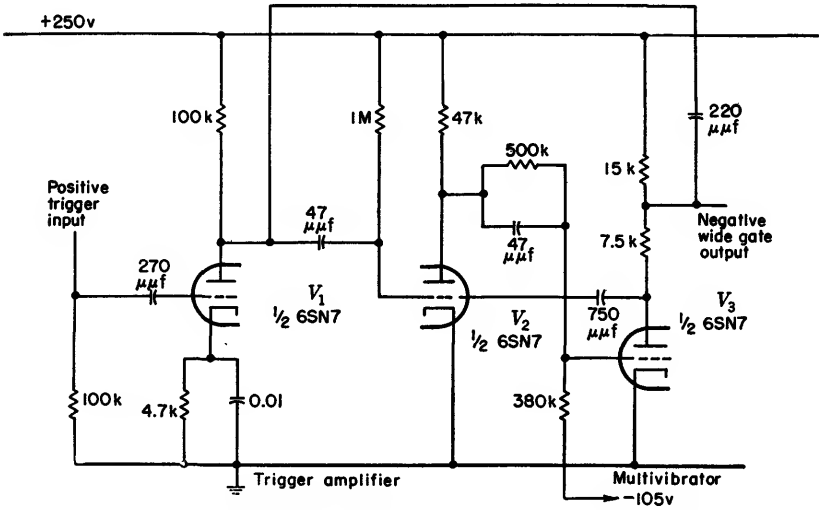 +250v
100k
1M
47k
220
μμf
500k
15k
Positive
trigger
input
47
μμf
47
μμf
Negative
wide gate
output
7.5k
270
μμf
V1
½ 6SN7
V2
½ 6SN7
750
μμf
V3
½ 6SN7
100k
4.7k
0.01
380k
Trigger amplifier
Multivibrator
-105v